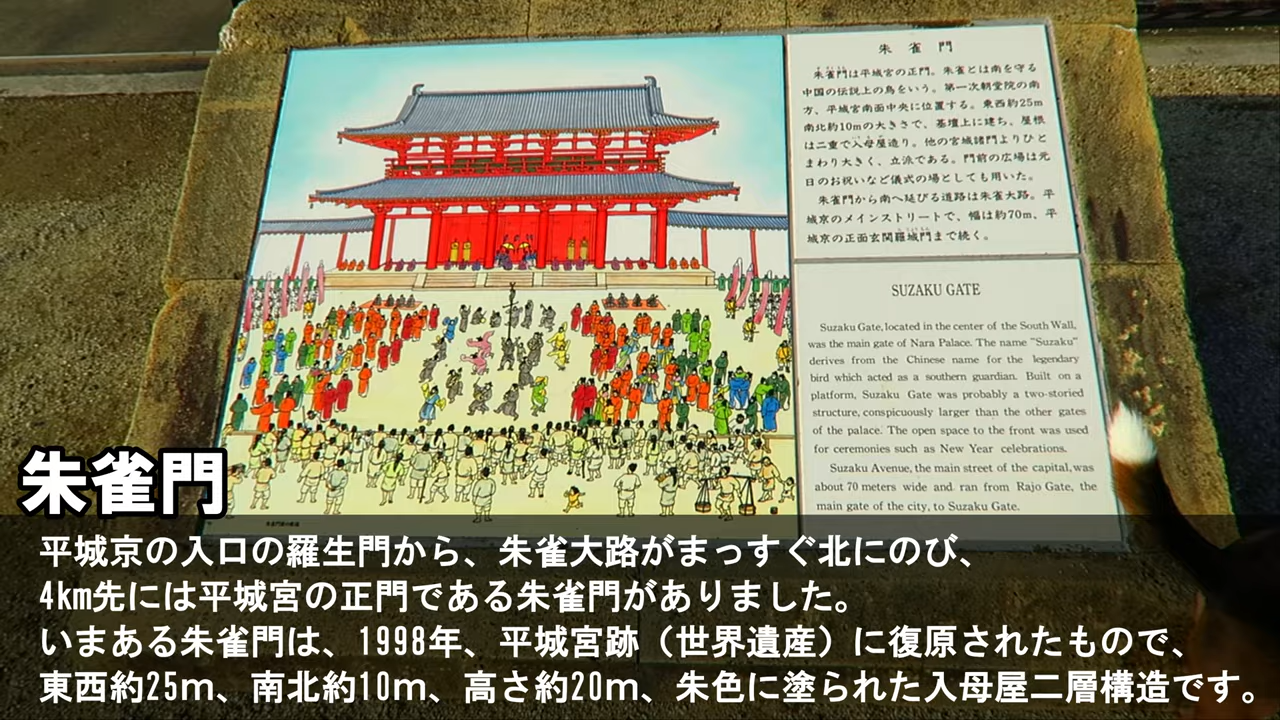 朱雀門
朱雀門は平城宮の正門。朱雀とは南を守る
中国の伝説上の鳥をいう。第一次朝堂院の南
方、平城宮南面中央に位置する。東西約25m
南北約10mの大きさで、基壇上に建ち、屋根
は二重で入母屋造り。他の宮城諸門よりひと
まわり大きく、立派である。門前の広場は元
日のお祝いなど儀式の場としても用いた。
朱雀門から南へ延びる道路は朱雀大路。平
城京のメインストリートで、幅は約70m、平
城京の正面玄関羅城門まで続く。
SUZAKU GATE
Suzaku Gate, located in the center of the South Wall,
was the main gate of Nara Palace. The name "Suzaku"
derives from the Chinese name for the legendary
bird which acted as a southern guardian. Built on a
platform, Suzaku Gate was probably a two-storied
structure, conspicuously larger than the other gates
of the palace. The open space to the front was used
for ceremonies such as New Year celebrations.
Suzaku Avenue, the main street of the capital, was
about 70 meters wide and ran from Rajo Gate, the
main gate of the city, to Suzaku Gate.
朱雀門
平城京の入口の羅生門から、朱雀大路がまっすぐ北にのび、
4km先には平城宮の正門である朱雀門がありました。
いまある朱雀門は、1998年、平城宮跡（世界遺産）に復原されたもので、
東西約25m、南北約10m、高さ約20m、朱色に塗られた入母屋二層構造です。